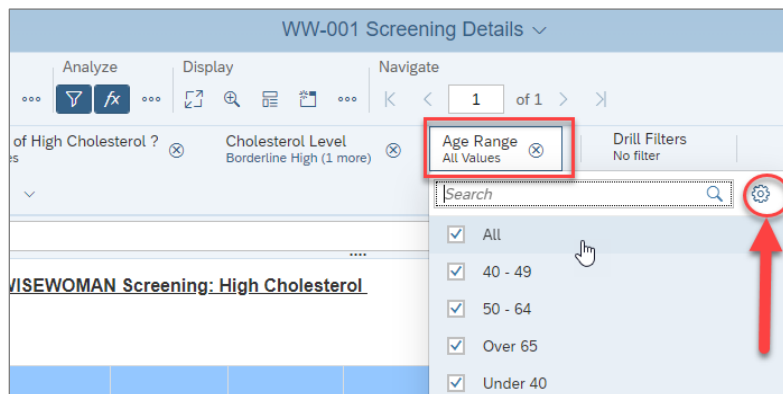 WW-001 Screening Details
Analyze Display Navigate
1 of 1
of High Cholesterol ? Cholesterol Level Age Range Drill Filters
Borderline High (1 more) All Values No filter
Search
All
40 - 49
WISEWOMAN Screening: High Cholesterol
50 - 64
Over 65
Under 40